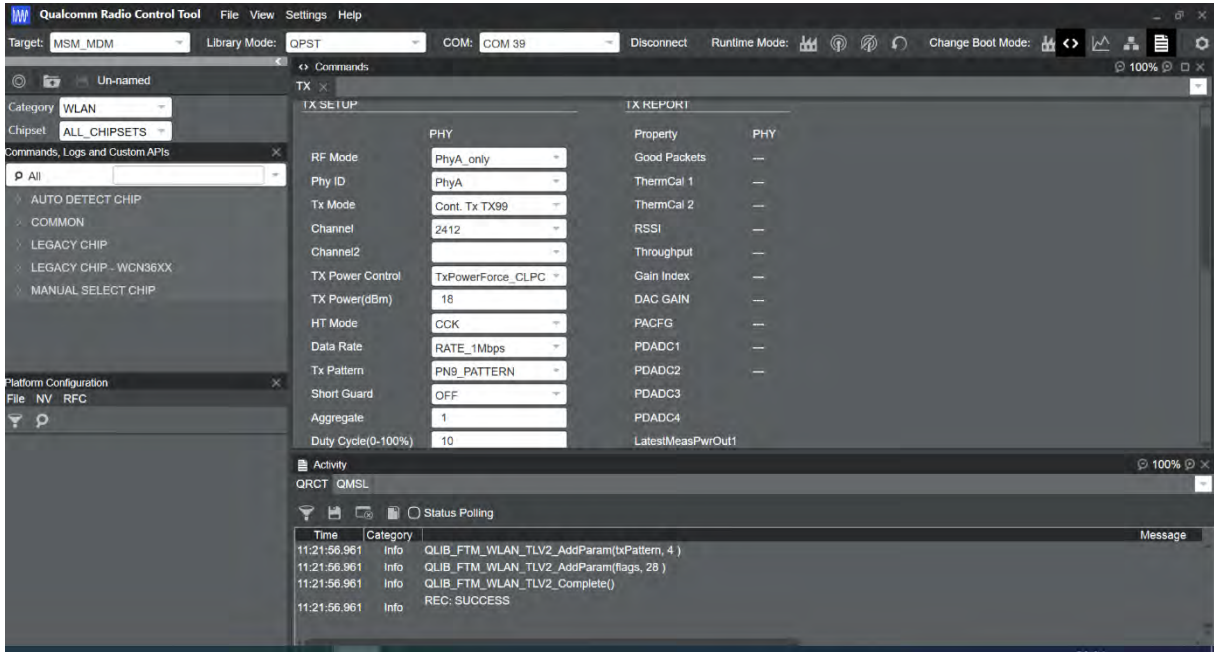 Qualcomm Radio Control Tool File View Settings Help
Target: MSM_MDM Library Mode: QPST COM: COM 39 Disconnect Runtime Mode: Change Boot Mode:
Un-named
Category WLAN
Chipset ALL_CHIPSETS
Commands, Logs and Custom APIs
All
AUTO DETECT CHIP
COMMON
LEGACY CHIP
LEGACY CHIP - WCN36XX
MANUAL SELECT CHIP
Platform Configuration
File NV RFC
Commands 100%
TX
TX SETUP TX REPORT
PHY Property PHY
RF Mode PhyA_only Good Packets ---
Phy ID PhyA ThermCal 1 ---
Tx Mode Cont. Tx TX99 ThermCal 2 ---
Channel 2412 RSSI ---
Channel2 Throughput ---
TX Power Control TxPowerForce_CLPC Gain Index ---
TX Power(dBm) 18 DAC GAIN ---
HT Mode CCK PACFG ---
Data Rate RATE_1Mbps PDADC1 ---
Tx Pattern PN9_PATTERN PDADC2 ---
Short Guard OFF PDADC3
Aggregate 1 PDADC4
Duty Cycle(0-100%) 10 LatestMeasPwrOut1
Activity 100%
QRCT QMSL
Status Polling
Time Category Message
11:21:56.961 Info QLIB_FTM_WLAN_TLV2_AddParam(txPattern, 4 )
11:21:56.961 Info QLIB_FTM_WLAN_TLV2_AddParam(flags, 28 )
11:21:56.961 Info QLIB_FTM_WLAN_TLV2_Complete()
11:21:56.961 Info REC: SUCCESS